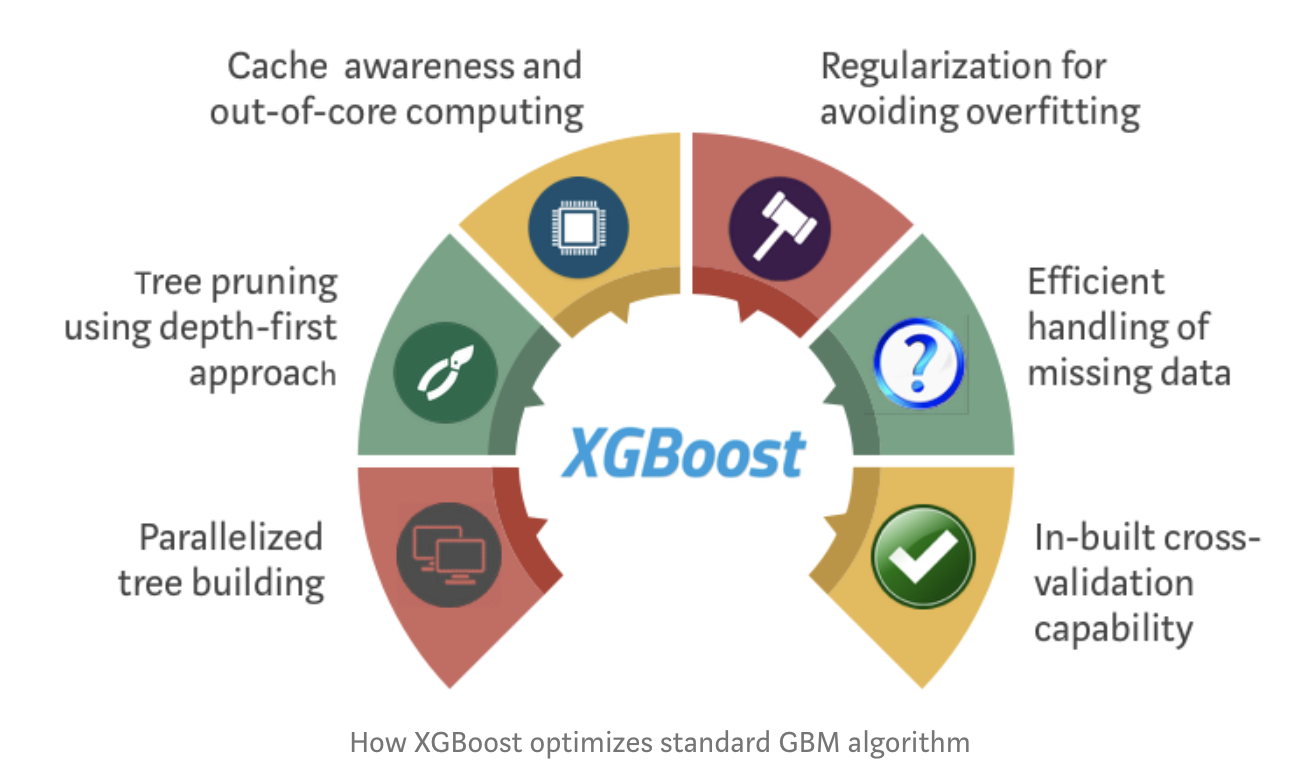 Cache awareness and
out-of-core computing
Regularization for
avoiding overfitting
Tree pruning
using depth-first
approach
Efficient
handling of
missing data
XGBoost
Parallelized
tree building
In-built cross-
validation
capability
How XGBoost optimizes standard GBM algorithm